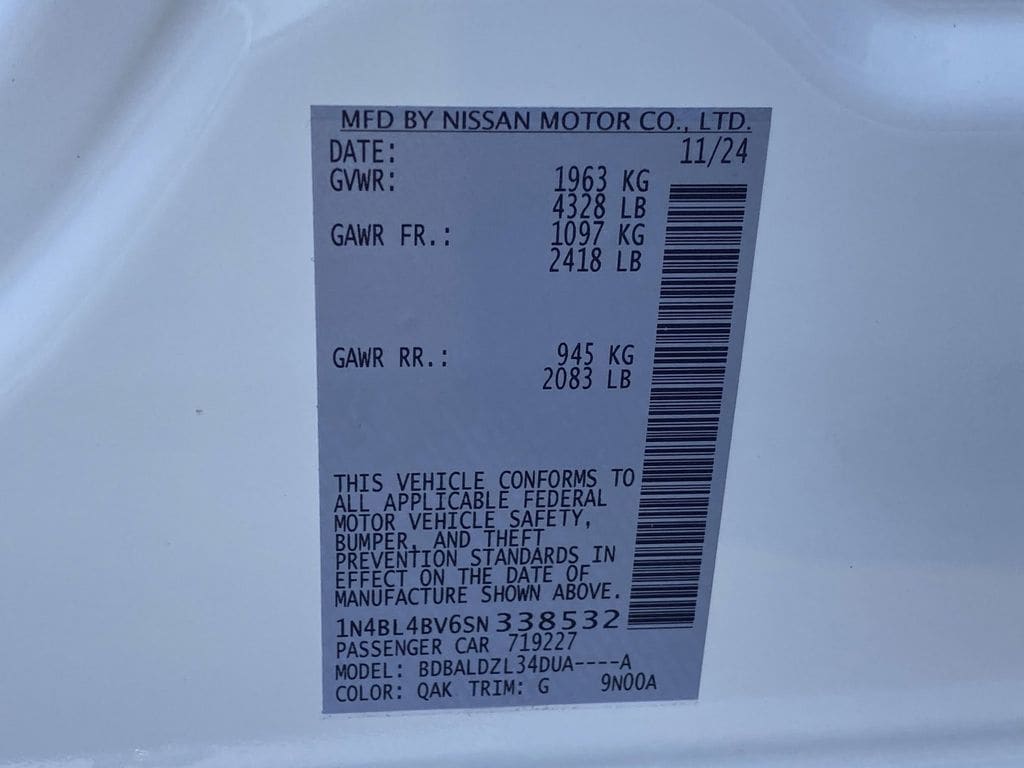 MFD BY NISSAN MOTOR CO., LTD.
DATE: 11/24
GVWR: 1963 KG
4328 LB
GAWR FR.: 1097 KG
2418 LB
GAWR RR.: 945 KG
2083 LB
THIS VEHICLE CONFORMS TO
ALL APPLICABLE FEDERAL
MOTOR VEHICLE SAFETY,
BUMPER, AND THEFT
PREVENTION STANDARDS IN
EFFECT ON THE DATE OF
MANUFACTURE SHOWN ABOVE.
1N4BL4BV6SN338532
PASSENGER CAR 719227
MODEL: BDBALDZL34DUA----A
COLOR: QAK TRIM: G 9N00A